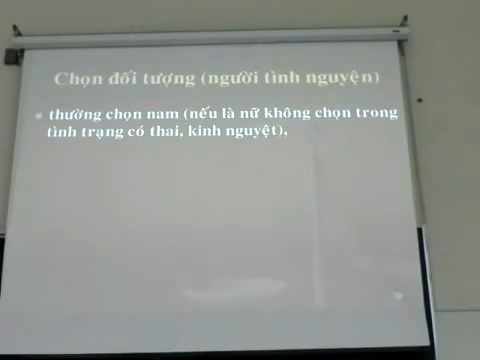 Chọn đối tượng (người tình nguyện)
thường chọn nam (nếu là nữ không chọn trong
tình trạng có thai, kinh nguyệt),